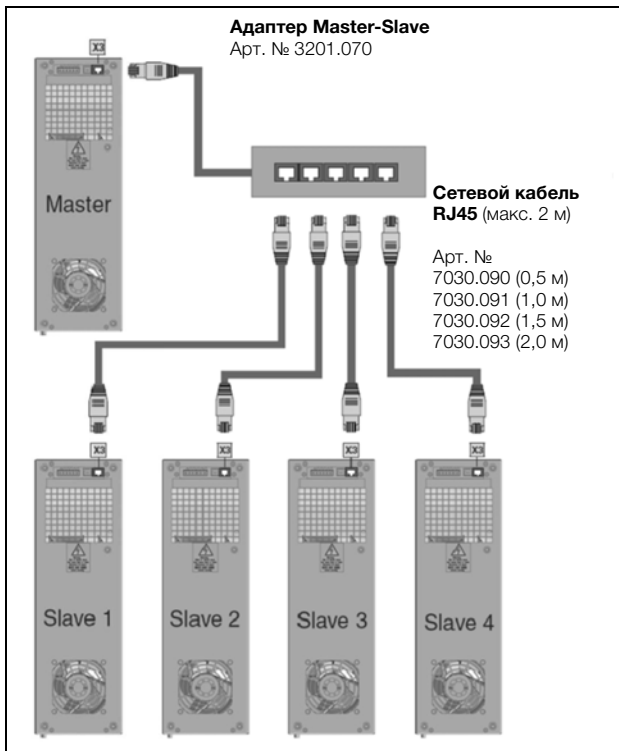 Адаптер Master-Slave
Арт. № 3201.070
X3
Master
Сетевой кабель
RJ45 (макс. 2 м)
Арт. №
7030.090 (0,5 м)
7030.091 (1,0 м)
7030.092 (1,5 м)
7030.093 (2,0 м)
X3
X3
X3
X3
Slave 1
Slave 2
Slave 3
Slave 4